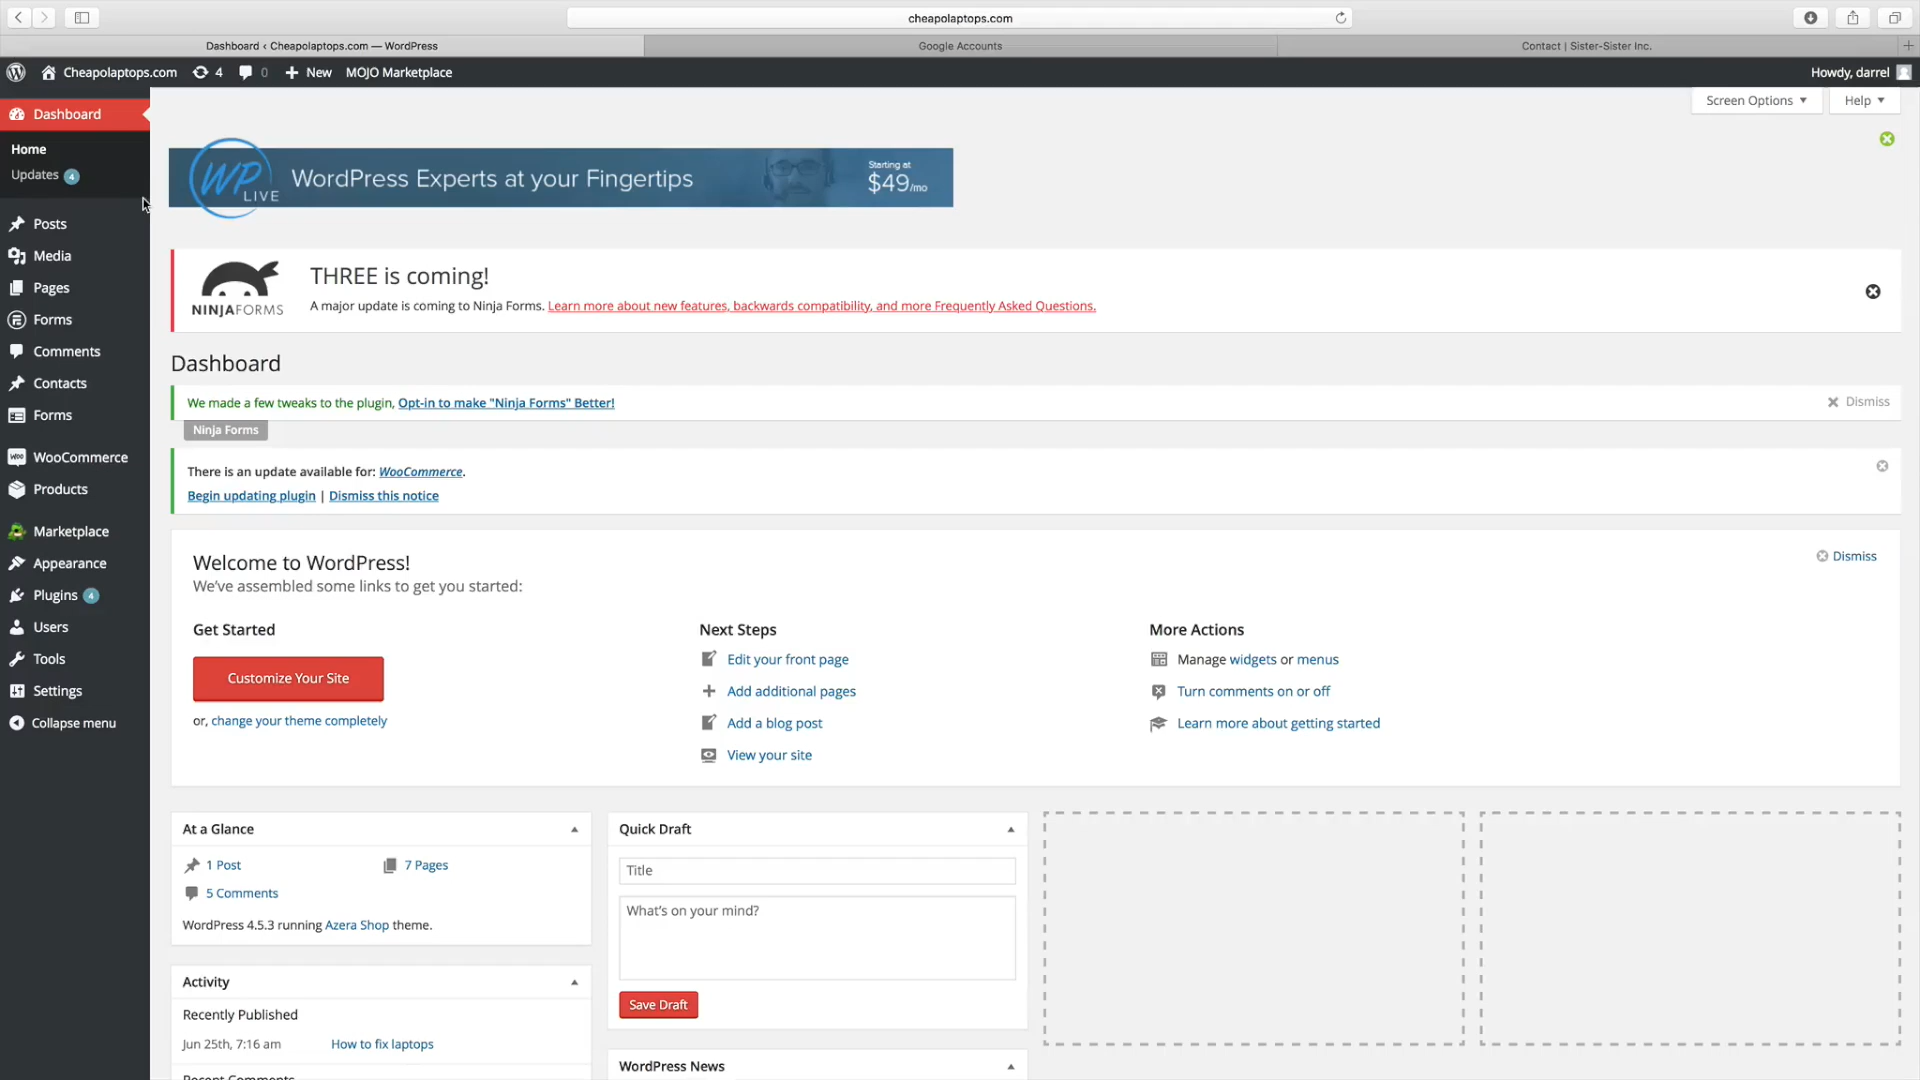 cheapolaptops.com
Dashboard ‹ Cheapolaptops.com — WordPress
Google Accounts
Contact | Sister-Sister Inc.
Cheapolaptops.com 4 0 New MOJO Marketplace
Howdy, darrel
Dashboard
Home
Updates 4
Posts
Media
Pages
Forms
Comments
Contacts
Forms
WooCommerce
Products
Marketplace
Appearance
Plugins 4
Users
Tools
Settings
Collapse menu
Screen Options
Help
WP LIVE
WordPress Experts at your Fingertips
Starting at
$49/mo
NINJAFORMS
THREE is coming!
A major update is coming to Ninja Forms. Learn more about new features, backwards compatibility, and more Frequently Asked Questions.
Dashboard
We made a few tweaks to the plugin, Opt-in to make "Ninja Forms" Better!
Dismiss
Ninja Forms
There is an update available for: WooCommerce.
Begin updating plugin | Dismiss this notice
Welcome to WordPress!
Dismiss
We've assembled some links to get you started:
Get Started
Customize Your Site
or, change your theme completely
Next Steps
Edit your front page
Add additional pages
Add a blog post
View your site
More Actions
Manage widgets or menus
Turn comments on or off
Learn more about getting started
At a Glance
1 Post
7 Pages
5 Comments
WordPress 4.5.3 running Azera Shop theme.
Activity
Recently Published
Jun 25th, 7:16 am
How to fix laptops
Recent Comments
Quick Draft
Title
What's on your mind?
Save Draft
WordPress News